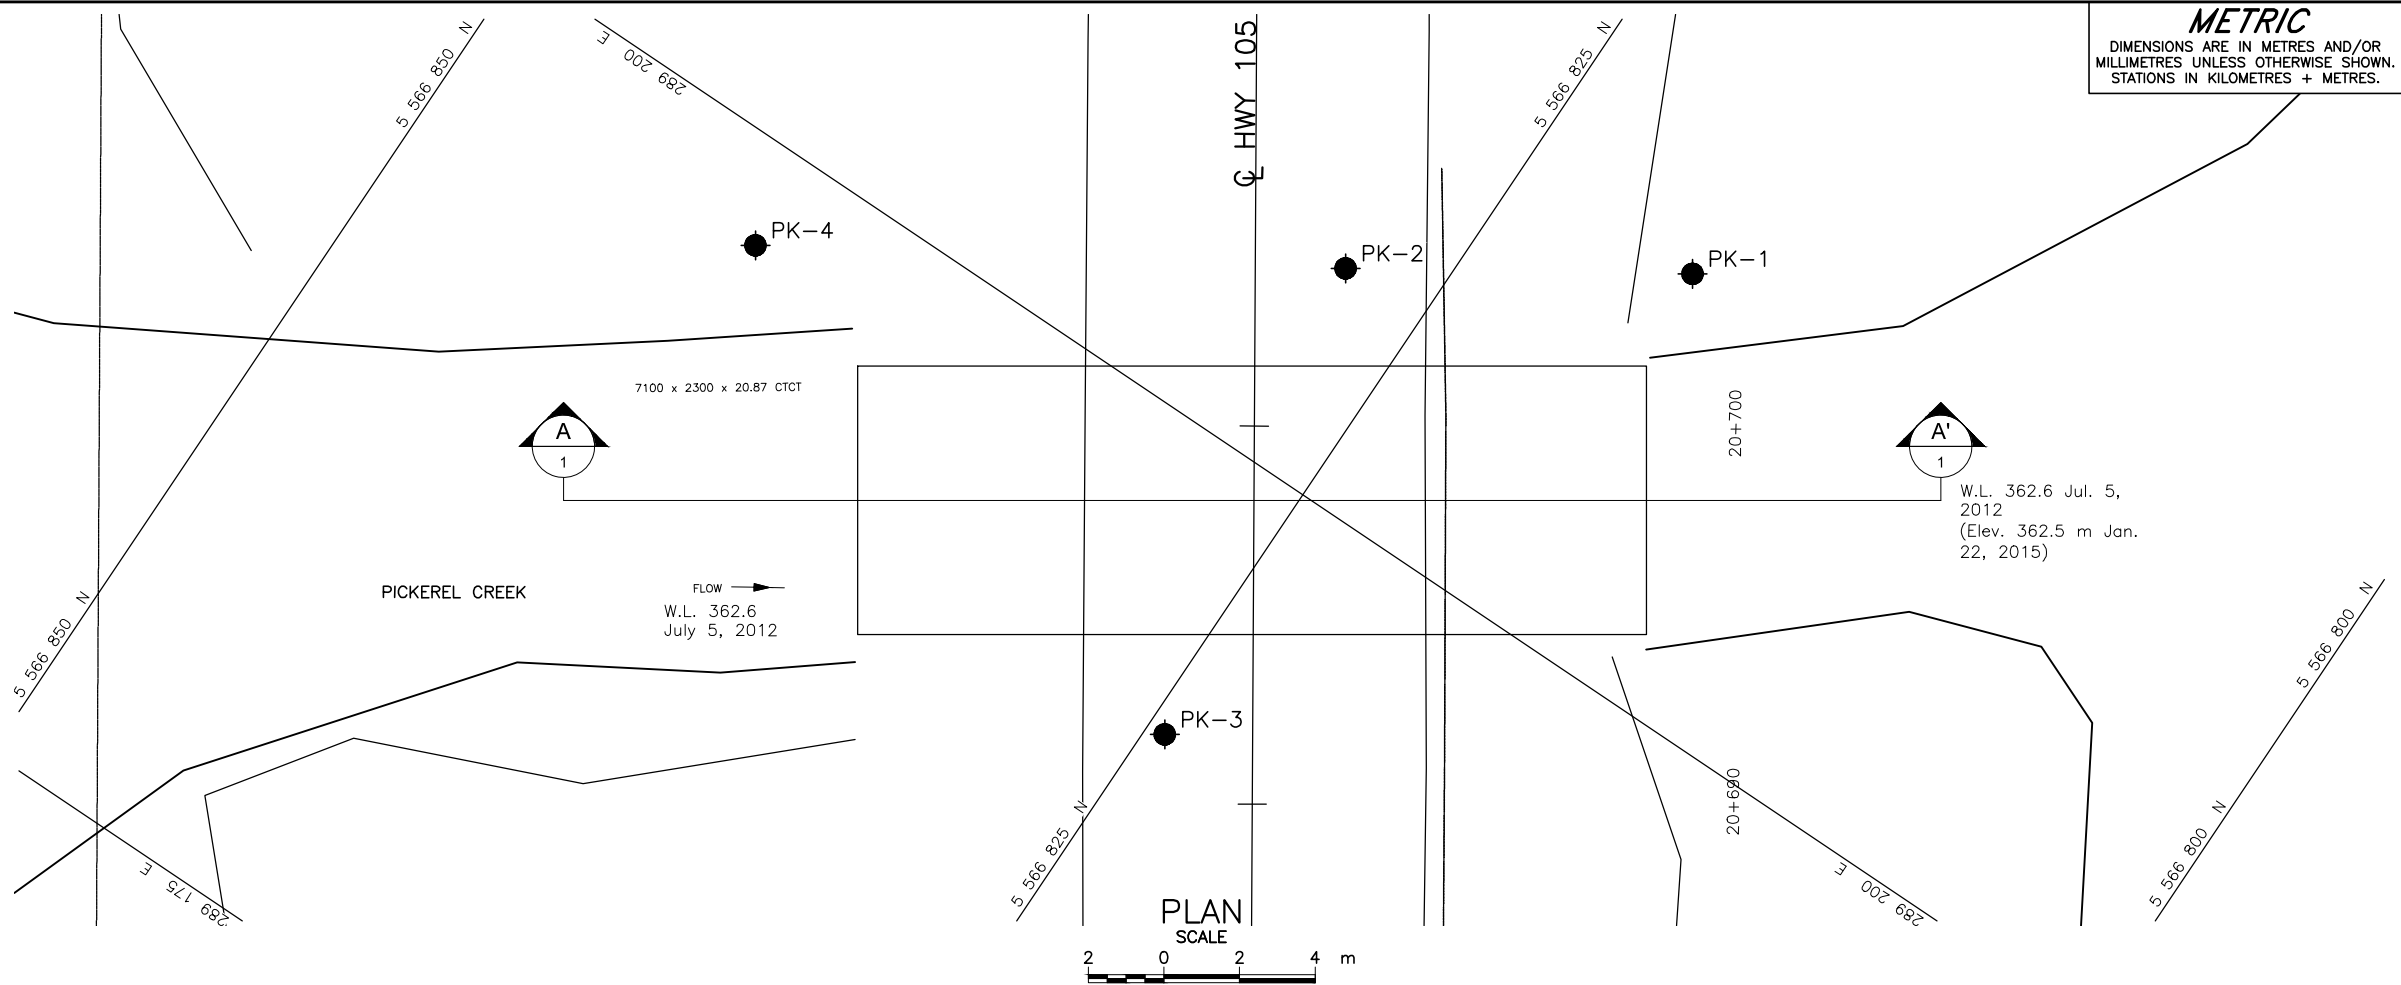 METRIC
DIMENSIONS ARE IN METRES AND/OR
MILLIMETRES UNLESS OTHERWISE SHOWN.
STATIONS IN KILOMETRES + METRES.
5 566 850 N
289 200 E
℄ HWY 105
5 566 825 N
PK-4
PK-2
PK-1
7100 x 2300 x 20.87 CTCT
20+700
A
1
A'
1
W.L. 362.6 Jul. 5,
2012
(Elev. 362.5 m Jan.
22, 2015)
PICKEREL CREEK
FLOW
W.L. 362.6
July 5, 2012
5 566 850 N
5 566 800 N
PK-3
20+690
289 175 E
5 566 825 N
289 200 E
5 566 800 N
PLAN
SCALE
2 0 2 4 m